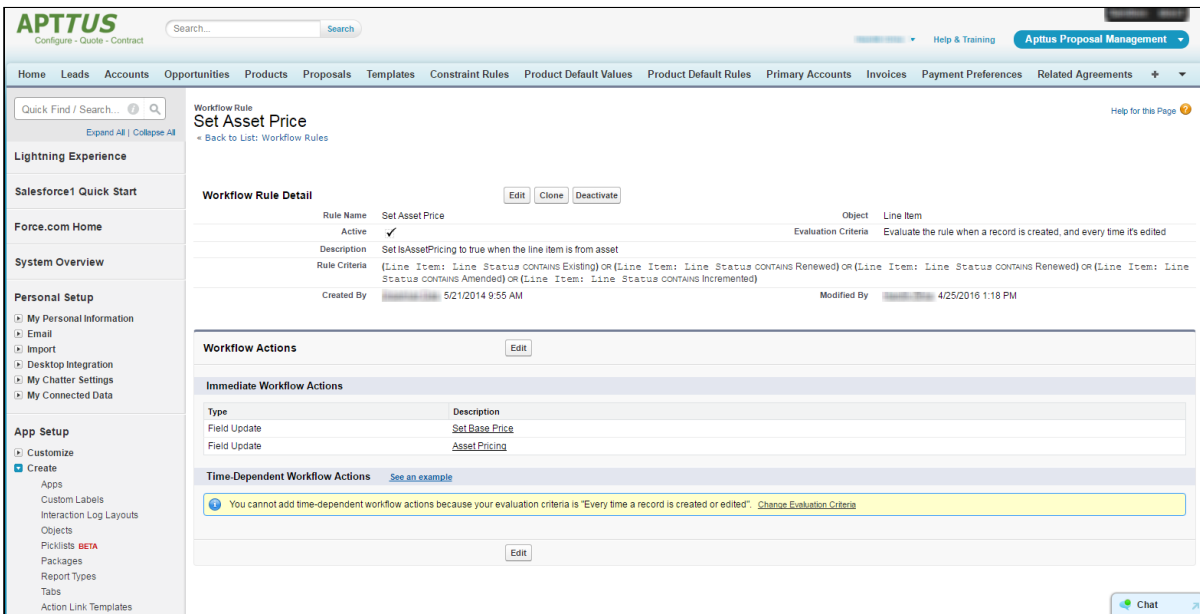 APTTUS
Configure - Quote - Contract
Search...
Search
Help & Training
Apttus Proposal Management
Home Leads Accounts Opportunities Products Proposals Templates Constraint Rules Product Default Values Product Default Rules Primary Accounts Invoices Payment Preferences Related Agreements +
Quick Find / Search...
Expand All | Collapse All
Lightning Experience
Salesforce1 Quick Start
Force.com Home
System Overview
Personal Setup
My Personal Information
Email
Import
Desktop Integration
My Chatter Settings
My Connected Data
App Setup
Customize
Create
Apps
Custom Labels
Interaction Log Layouts
Objects
Picklists BETA
Packages
Report Types
Tabs
Action Link Templates
Workflow Rule
Set Asset Price
« Back to List: Workflow Rules
Help for this Page
Workflow Rule Detail Edit Clone Deactivate
Rule Name Set Asset Price Object Line Item
Active ✓ Evaluation Criteria Evaluate the rule when a record is created, and every time it's edited
Description Set IsAssetPricing to true when the line item is from asset
Rule Criteria (Line Item: Line Status CONTAINS Existing) OR (Line Item: Line Status CONTAINS Renewed) OR (Line Item: Line Status CONTAINS Renewed) OR (Line Item: Line
Status CONTAINS Amended) OR (Line Item: Line Status CONTAINS Incremented)
Created By 5/21/2014 9:55 AM Modified By 4/25/2016 1:18 PM
Workflow Actions Edit
Immediate Workflow Actions
Type Description
Field Update Set Base Price
Field Update Asset Pricing
Time-Dependent Workflow Actions See an example
You cannot add time-dependent workflow actions because your evaluation criteria is "Every time a record is created or edited". Change Evaluation Criteria
Edit
Chat